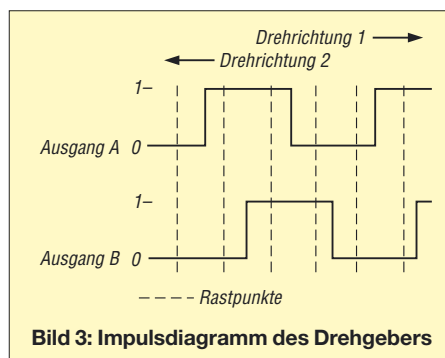 Drehrichtung 1
Drehrichtung 2
1–
Ausgang A 0
1–
Ausgang B 0
Rastpunkte
Bild 3: Impulsdiagramm des Drehgebers